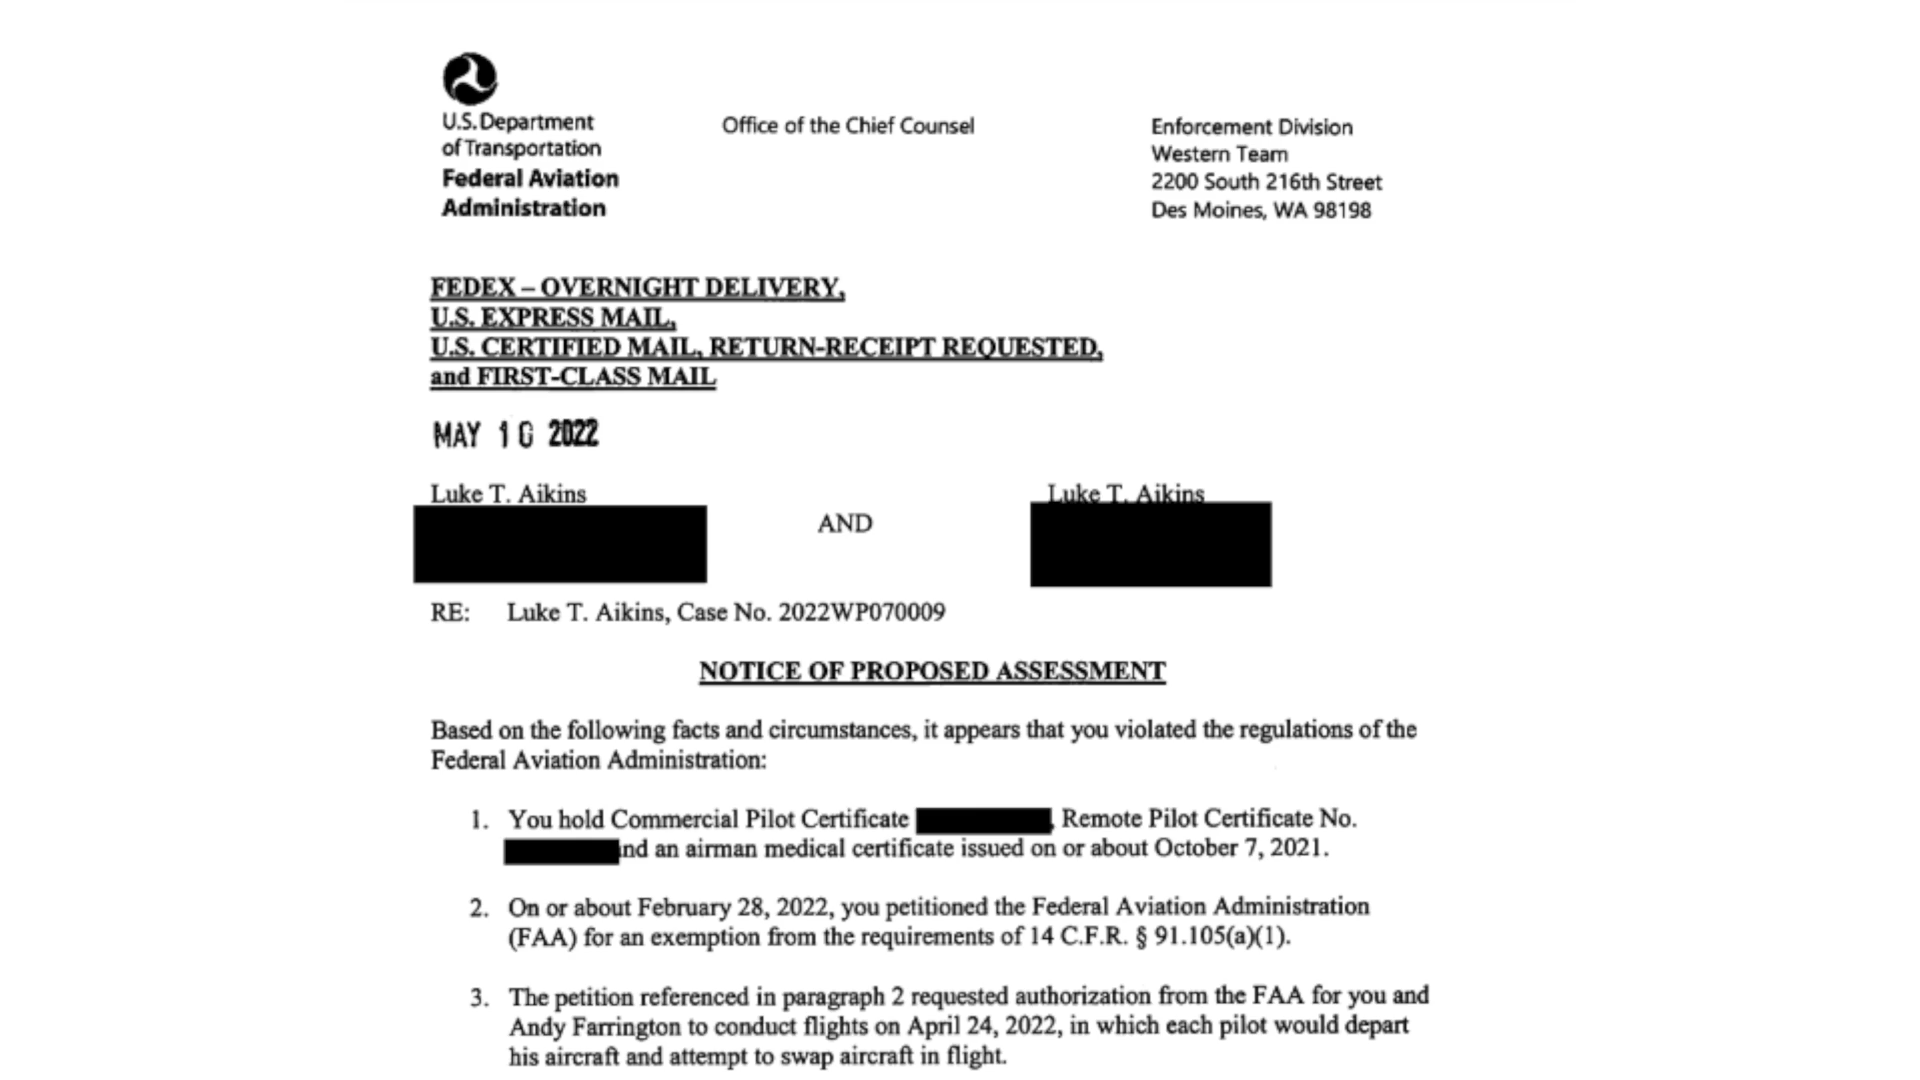 U.S. Department
of Transportation
Federal Aviation
Administration
Office of the Chief Counsel
Enforcement Division
Western Team
2200 South 216th Street
Des Moines, WA 98198
FEDEX – OVERNIGHT DELIVERY,
U.S. EXPRESS MAIL,
U.S. CERTIFIED MAIL, RETURN-RECEIPT REQUESTED,
and FIRST-CLASS MAIL
MAY 10 2022
Luke T. Aikins
AND
Luke T. Aikins
RE: Luke T. Aikins, Case No. 2022WP070009
NOTICE OF PROPOSED ASSESSMENT
Based on the following facts and circumstances, it appears that you violated the regulations of the
Federal Aviation Administration:
1. You hold Commercial Pilot Certificate , Remote Pilot Certificate No.
nd an airman medical certificate issued on or about October 7, 2021.
2. On or about February 28, 2022, you petitioned the Federal Aviation Administration
(FAA) for an exemption from the requirements of 14 C.F.R. § 91.105(a)(1).
3. The petition referenced in paragraph 2 requested authorization from the FAA for you and
Andy Farrington to conduct flights on April 24, 2022, in which each pilot would depart
his aircraft and attempt to swap aircraft in flight.